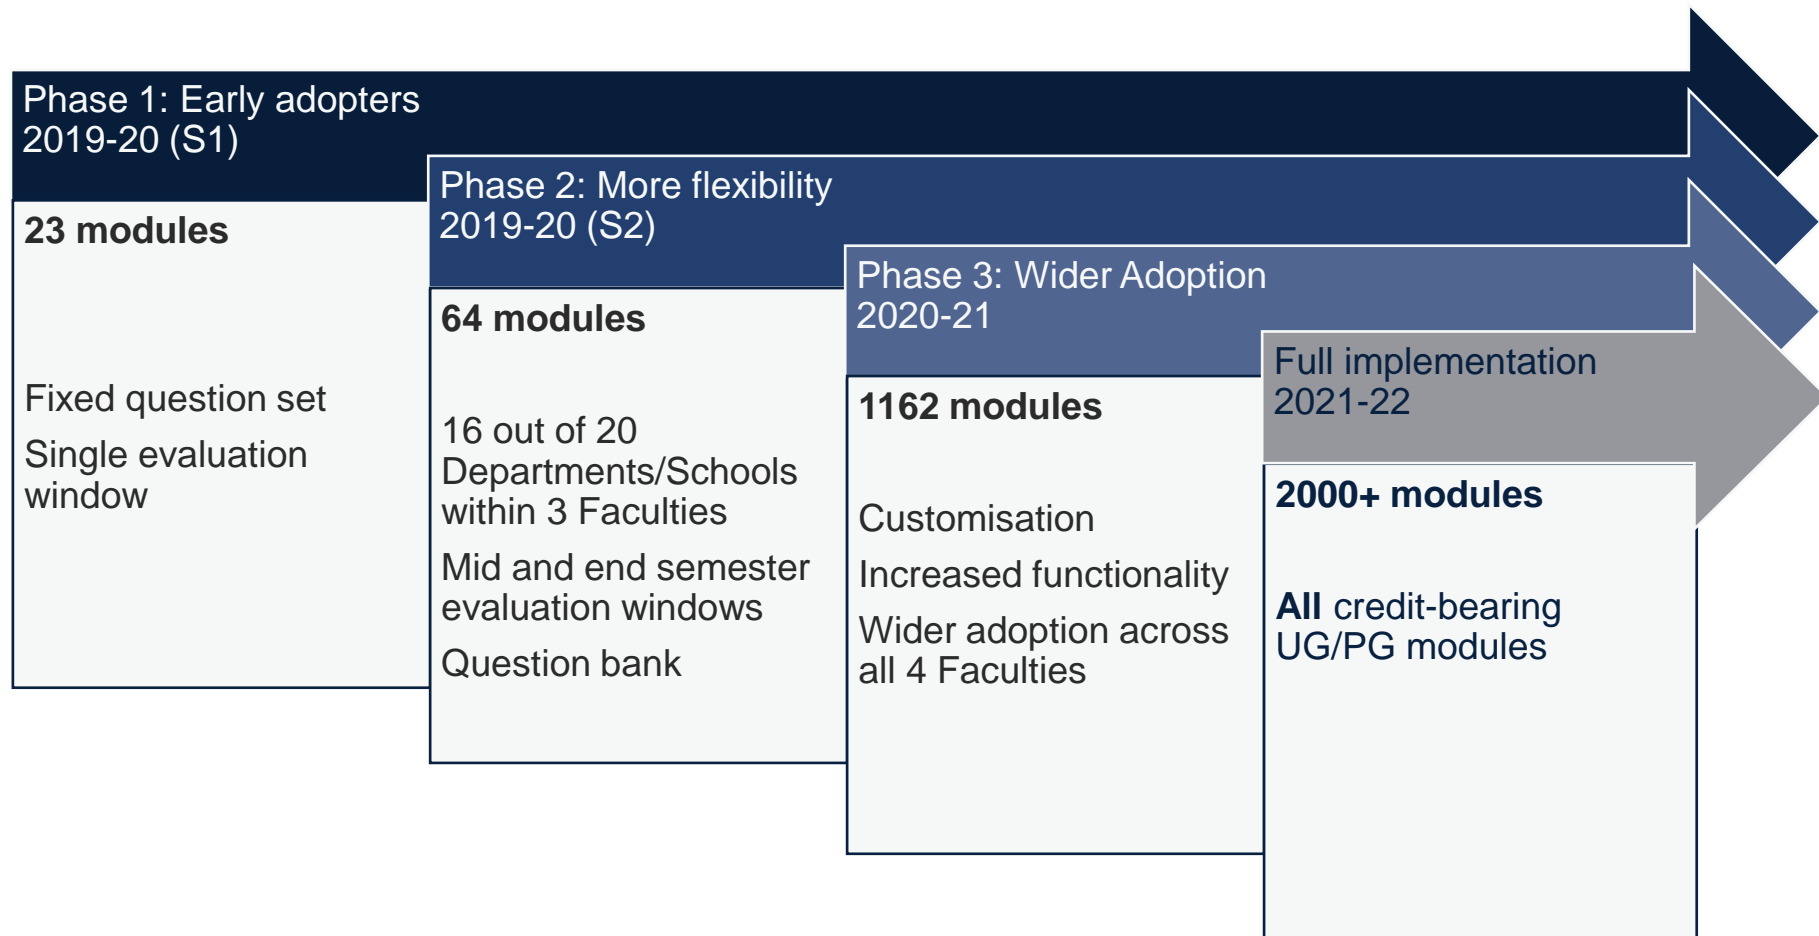 Phase 1: Early adopters
2019-20 (S1)
23 modules
Fixed question set
Single evaluation
window
Phase 2: More flexibility
2019-20 (S2)
64 modules
16 out of 20
Departments/Schools
within 3 Faculties
Mid and end semester
evaluation windows
Question bank
Phase 3: Wider Adoption
2020-21
1162 modules
Customisation
Increased functionality
Wider adoption across
all 4 Faculties
Full implementation
2021-22
2000+ modules
All credit-bearing
UG/PG modules